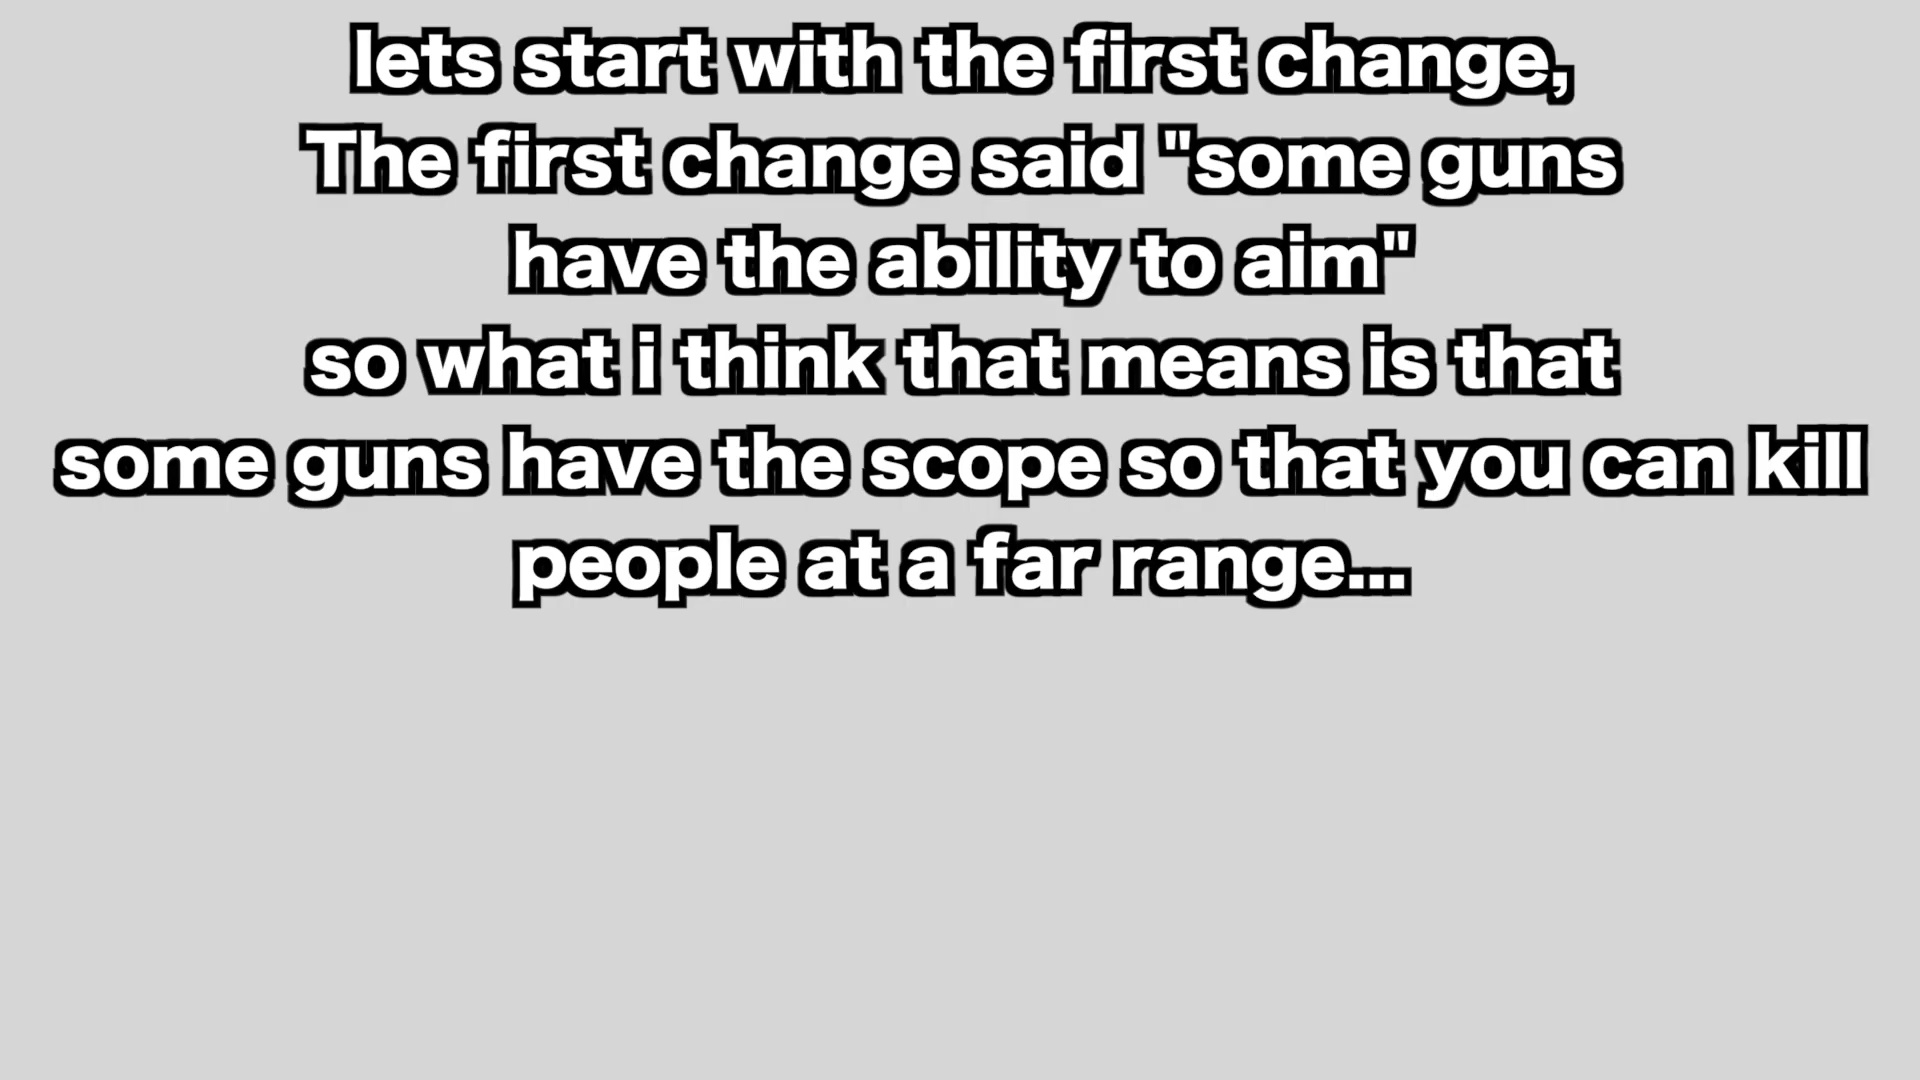 lets start with the first change,
The first change said "some guns
have the ability to aim"
so what i think that means is that
some guns have the scope so that you can kill
people at a far range...